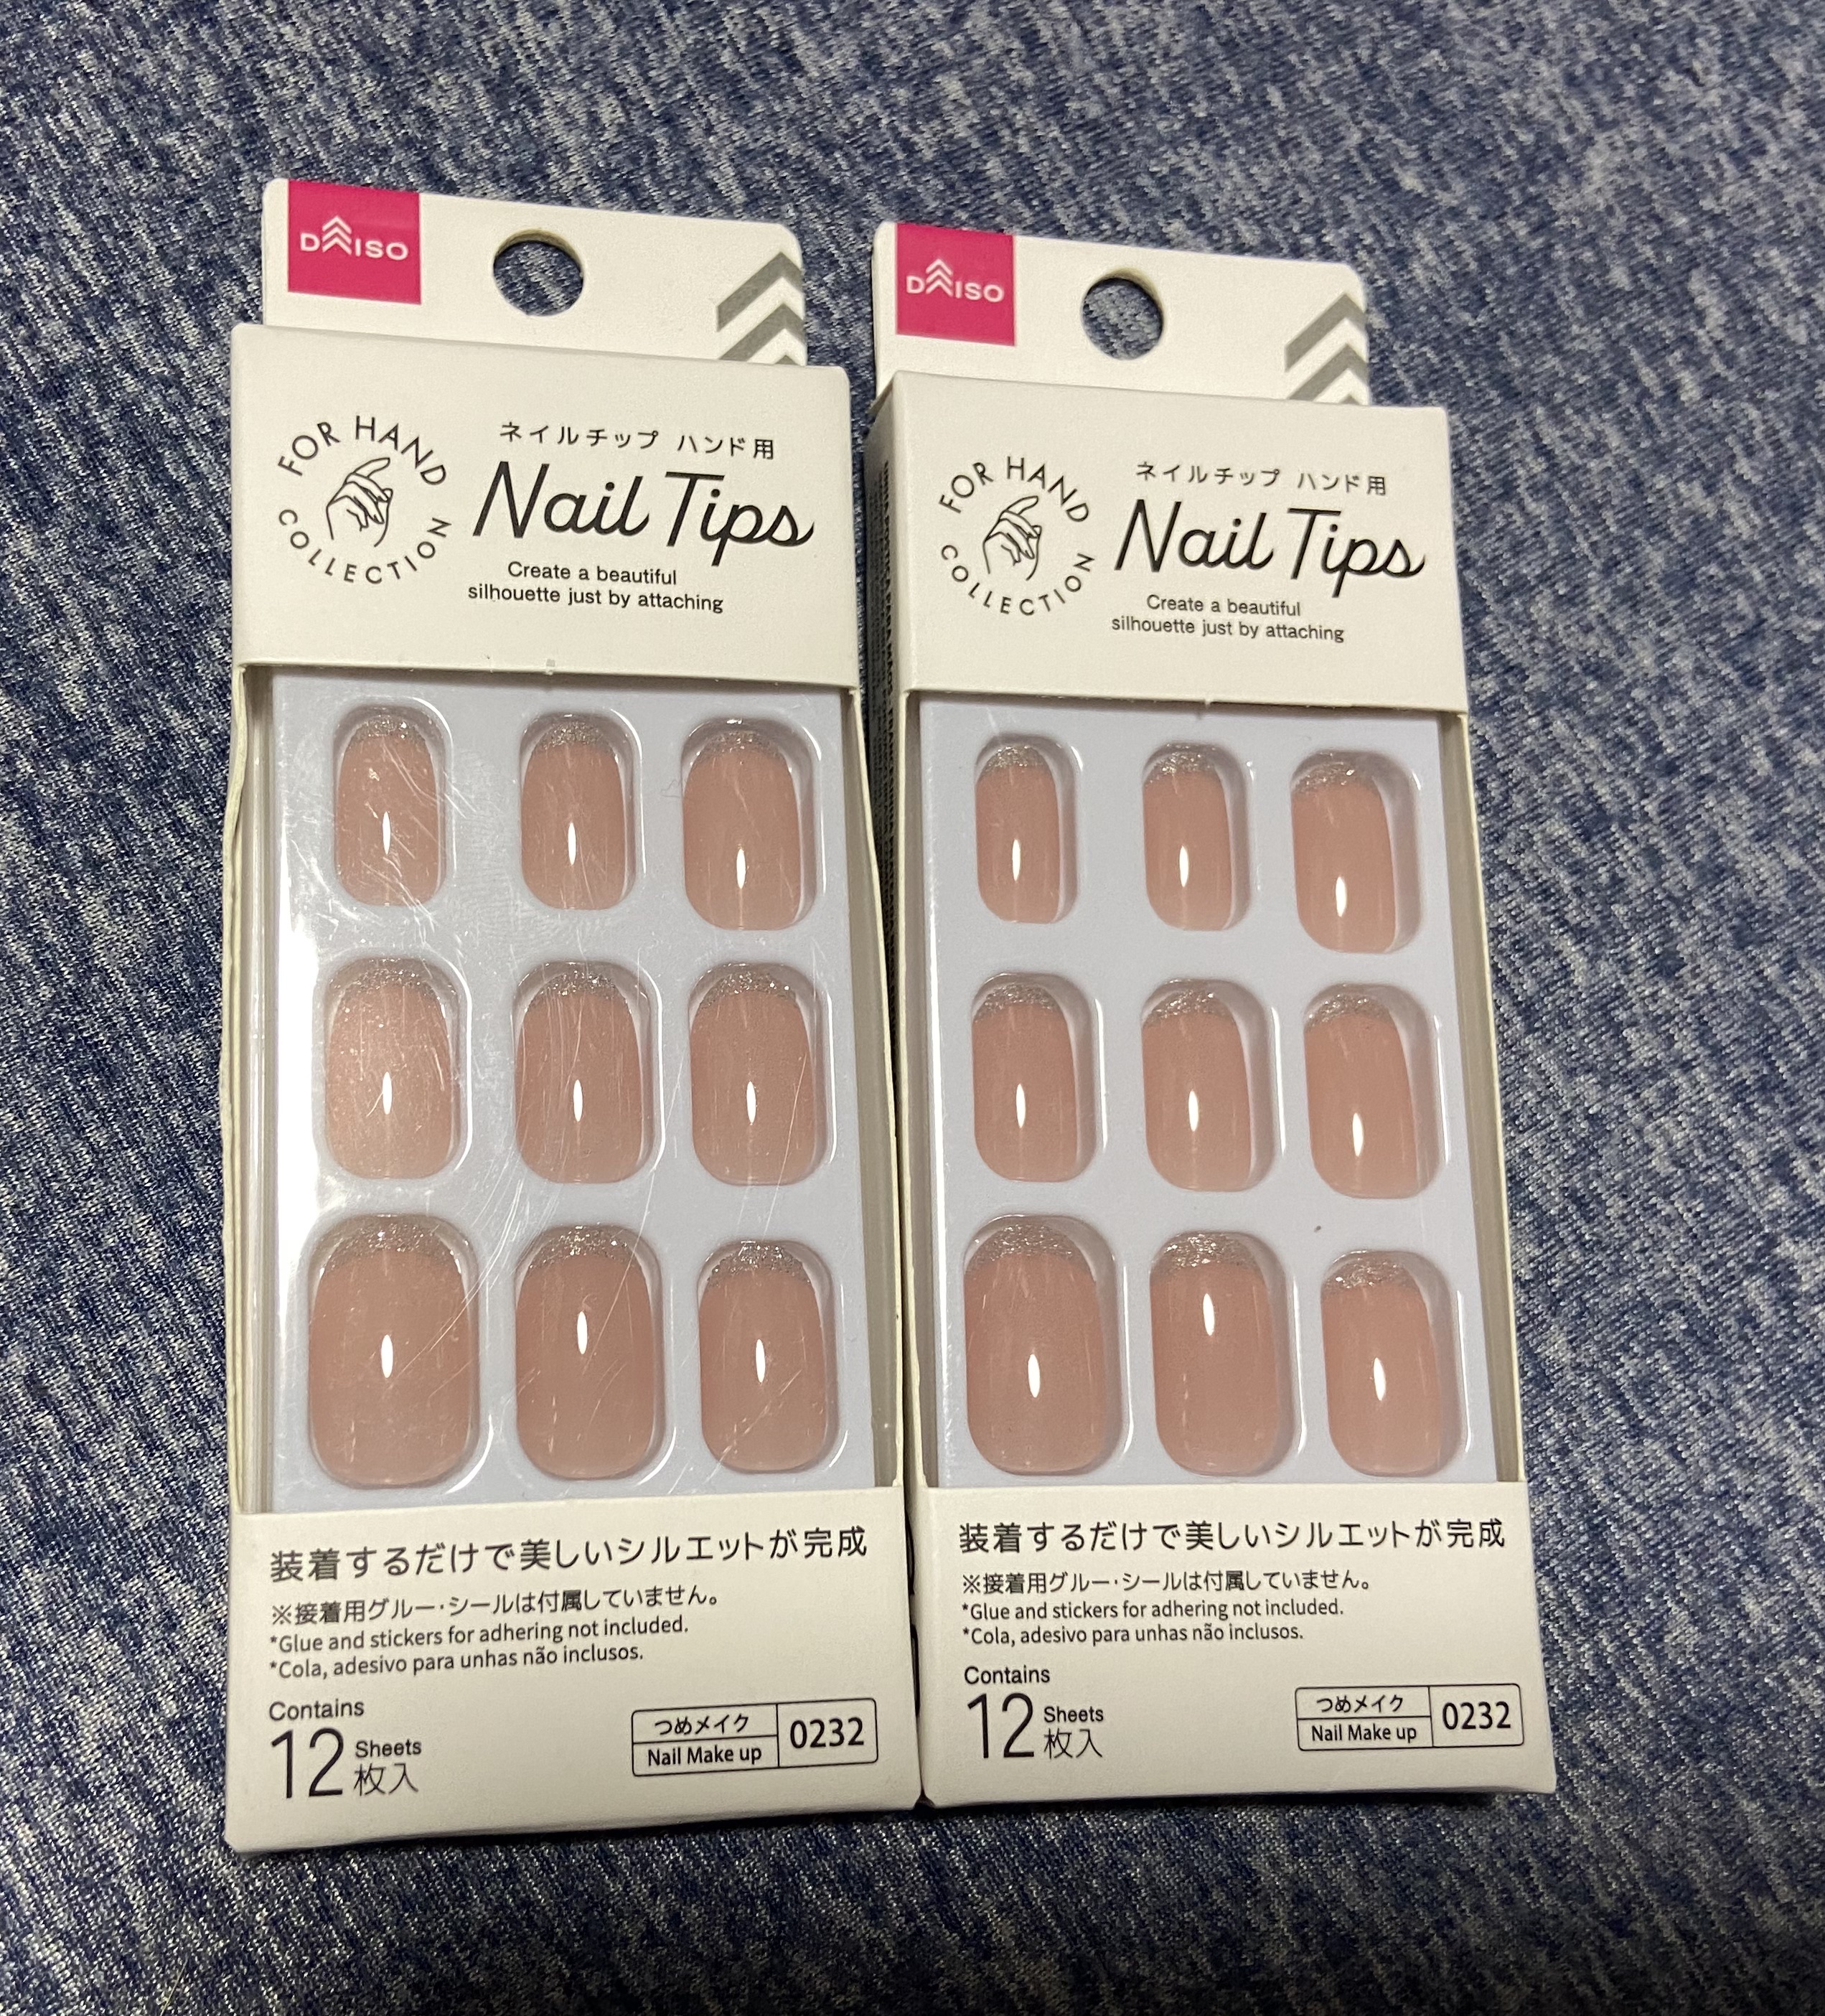 DAISO
FOR HAND COLLECTION
ネイルチップ ハンド用
Nail Tips
Create a beautiful
silhouette just by attaching
装着するだけで美しいシルエットが完成
※接着用グルー・シールは付属していません。
*Glue and stickers for adhering not included.
*Cola, adesivo para unhas não inclusos.
Contains
12 Sheets
枚入
つめメイク
Nail Make up
0232
DAISO
FOR HAND COLLECTION
ネイルチップ ハンド用
Nail Tips
Create a beautiful
silhouette just by attaching
装着するだけで美しいシルエットが完成
※接着用グルー・シールは付属していません。
*Glue and stickers for adhering not included.
*Cola, adesivo para unhas não inclusos.
Contains
12 Sheets
枚入
つめメイク
Nail Make up
0232